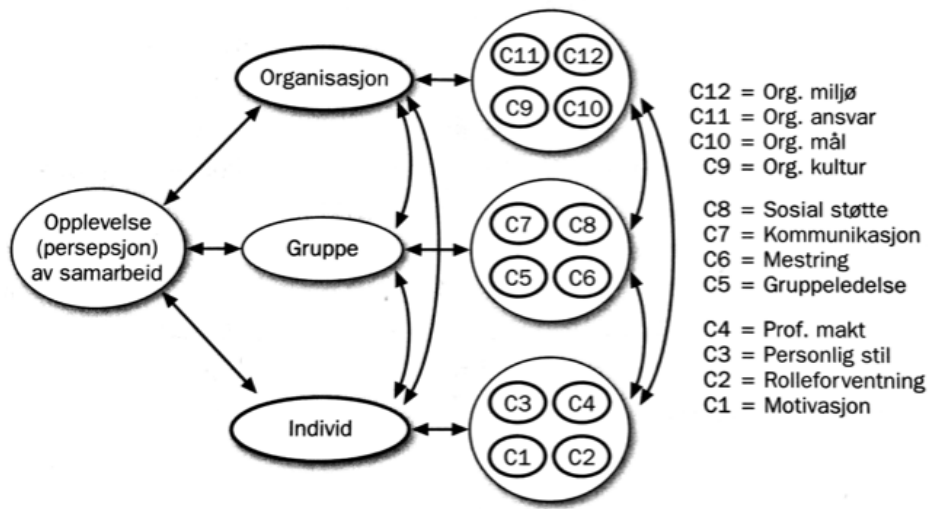 Organisasjon
C11 C12
C9 C10
Opplevelse
(persepsjon)
av samarbeid
Gruppe
C7 C8
C5 C6
Individ
C3 C4
C1 C2
C12 = Org. miljø
C11 = Org. ansvar
C10 = Org. mål
C9 = Org. kultur
C8 = Sosial støtte
C7 = Kommunikasjon
C6 = Mestring
C5 = Gruppeledelse
C4 = Prof. makt
C3 = Personlig stil
C2 = Rolleforventning
C1 = Motivasjon